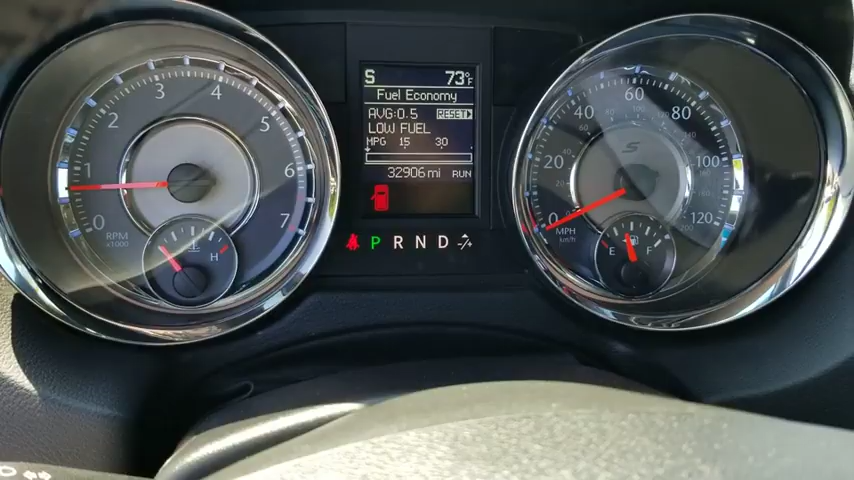 S 73°F
Fuel Economy
AVG:0.5 RESET
LOW FUEL
MPG 15 30
32906 mi RUN
P R N D
0 1 2 3 4 5 6 7
RPM
x1000
H
0 20 40 60 80 100 120
MPH
km/h
S
E F